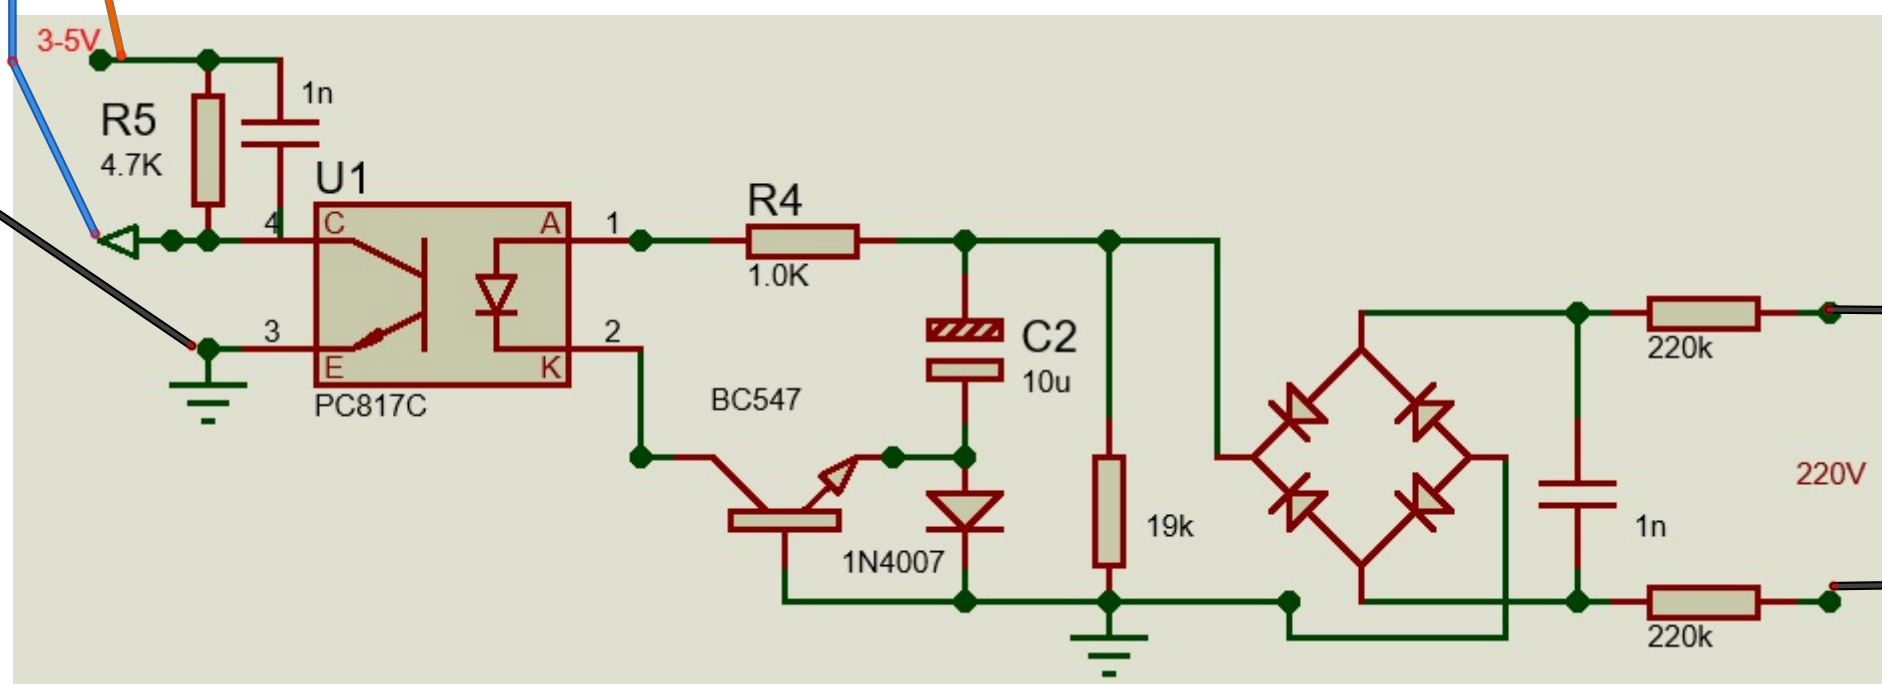 3-5V
1n
R5
4.7K
U1
4
C
A
1
R4
1.0K
3
E
K
2
PC817C
C2
10u
BC547
220k
220V
1N4007
19k
1n
220k